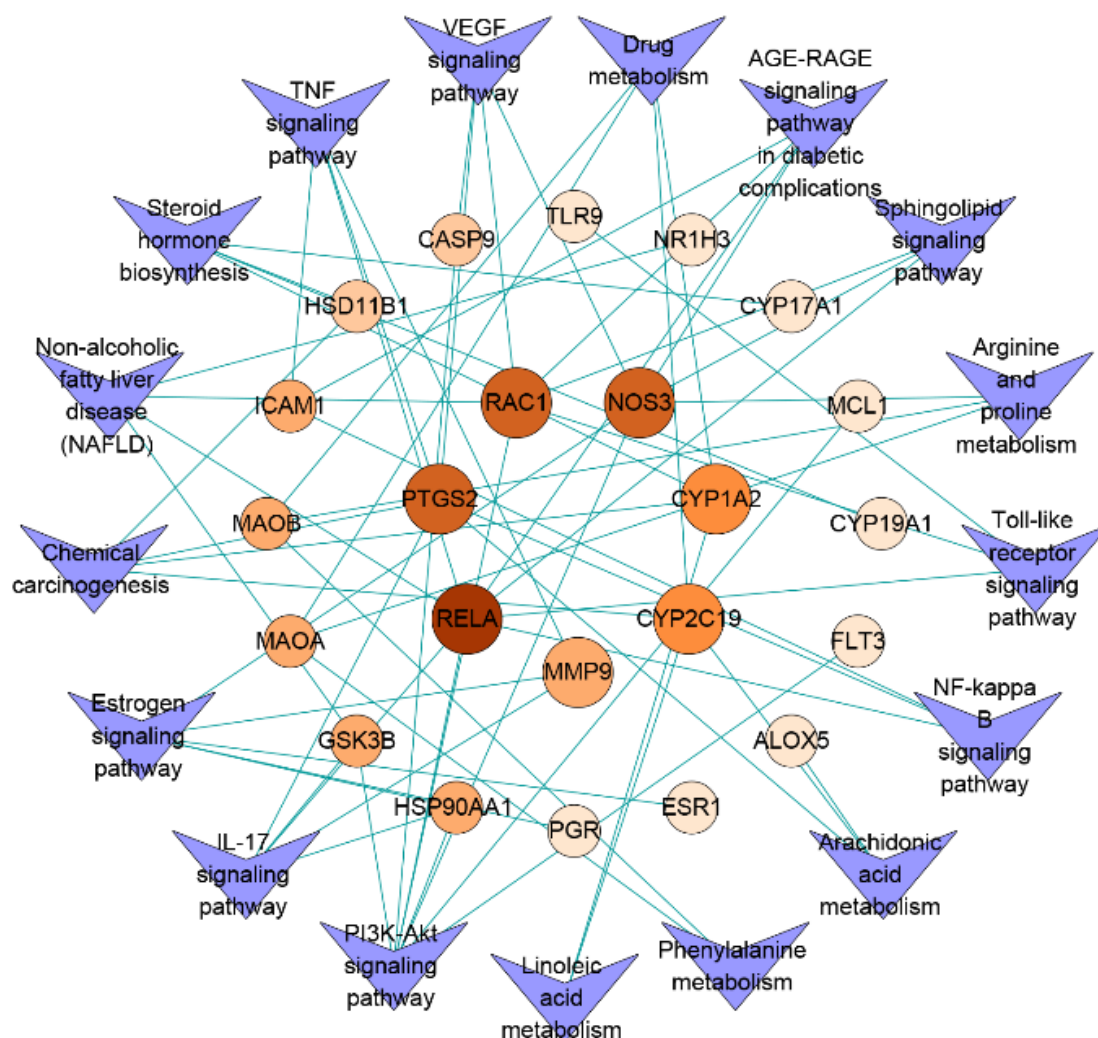 VEGF
signaling
pathway
Drug
metabolism
AGE-RAGE
signaling
pathway
in diabetic
complications
TNF
signaling
pathway
Steroid
hormone
biosynthesis
Sphingolipid
signaling
pathway
CASP9
TLR9
NR1H3
HSD11B1
CYP17A1
Non-alcoholic
fatty liver
disease
(NAFLD)
Arginine
and
proline
metabolism
ICAM1
RAC1
NOS3
MCL1
PTGS2
CYP1A2
MAOB
CYP19A1
Chemical
carcinogenesis
Toll-like
receptor
signaling
pathway
RELA
CYP2C19
MAOA
FLT3
MMP9
Estrogen
signaling
pathway
NF-kappa
B
signaling
pathway
GSK3B
ALOX5
HSP90AA1
PGR
ESR1
IL-17
signaling
pathway
Arachidonic
acid
metabolism
PI3K-Akt
signaling
pathway
Linoleic
acid
metabolism
Phenylalanine
metabolism